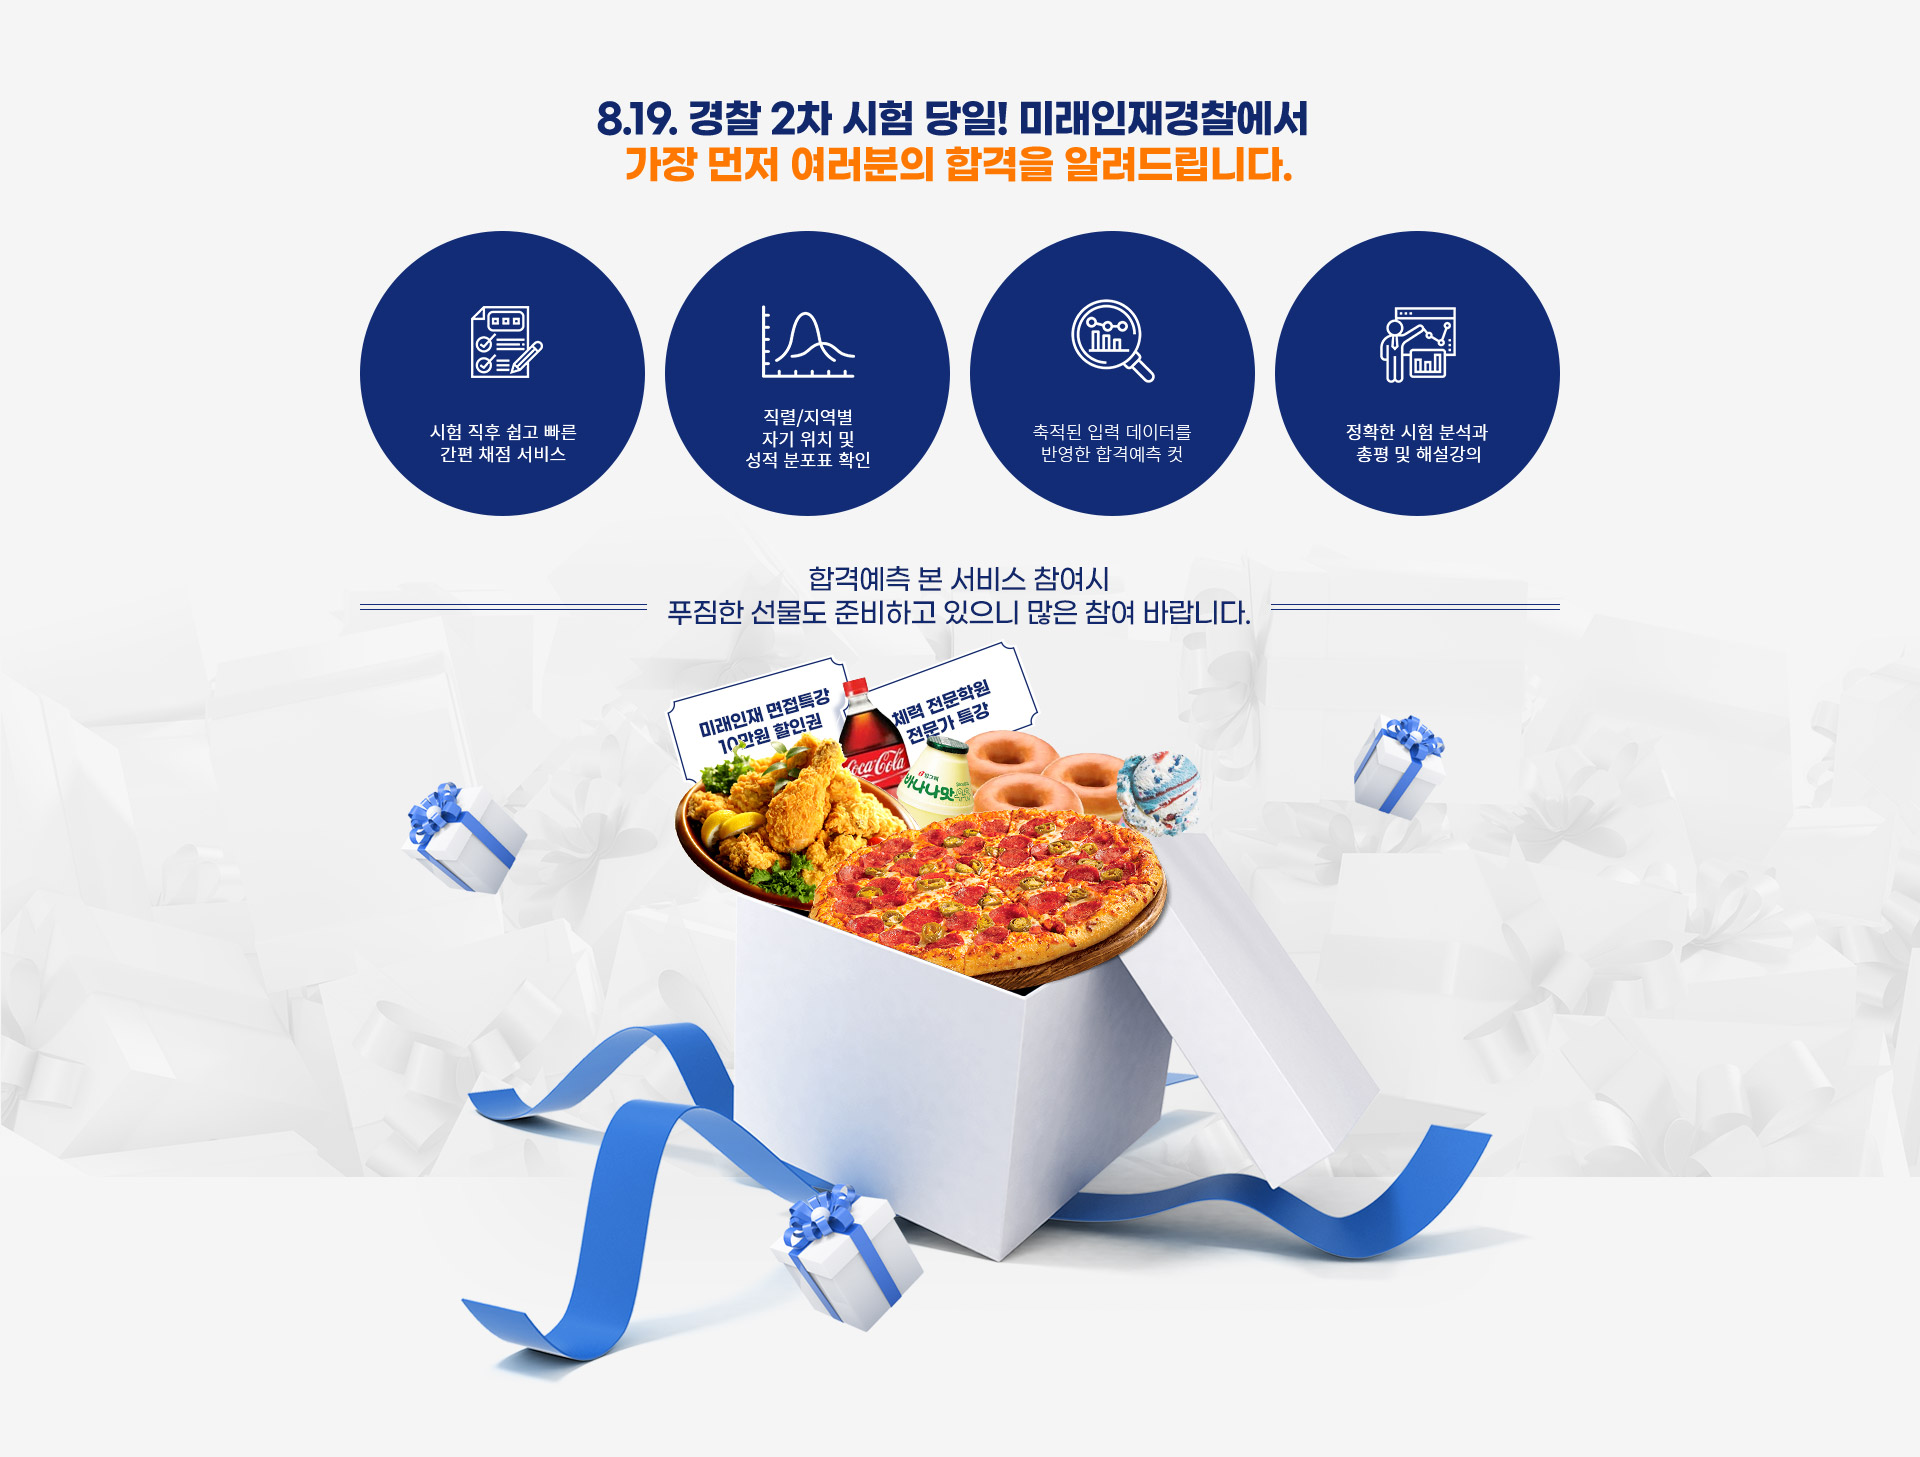 8.19. 경찰 2차 시험 당일! 미래인재경찰에서
가장 먼저 여러분의 합격을 알려드립니다.
시험 직후 쉽고 빠른
간편 채점 서비스
직렬/지역별
자기 위치 및
성적 분포표 확인
축적된 입력 데이터를
반영한 합격예측 컷
정확한 시험 분석과
총평 및 해설강의
합격예측 본 서비스 참여시
푸짐한 선물도 준비하고 있으니 많은 참여 바랍니다.
미래인재 면접특강
10만원 할인권
체력 전문학원
전문가 특강
Coca-Cola
빙그레
바나나맛